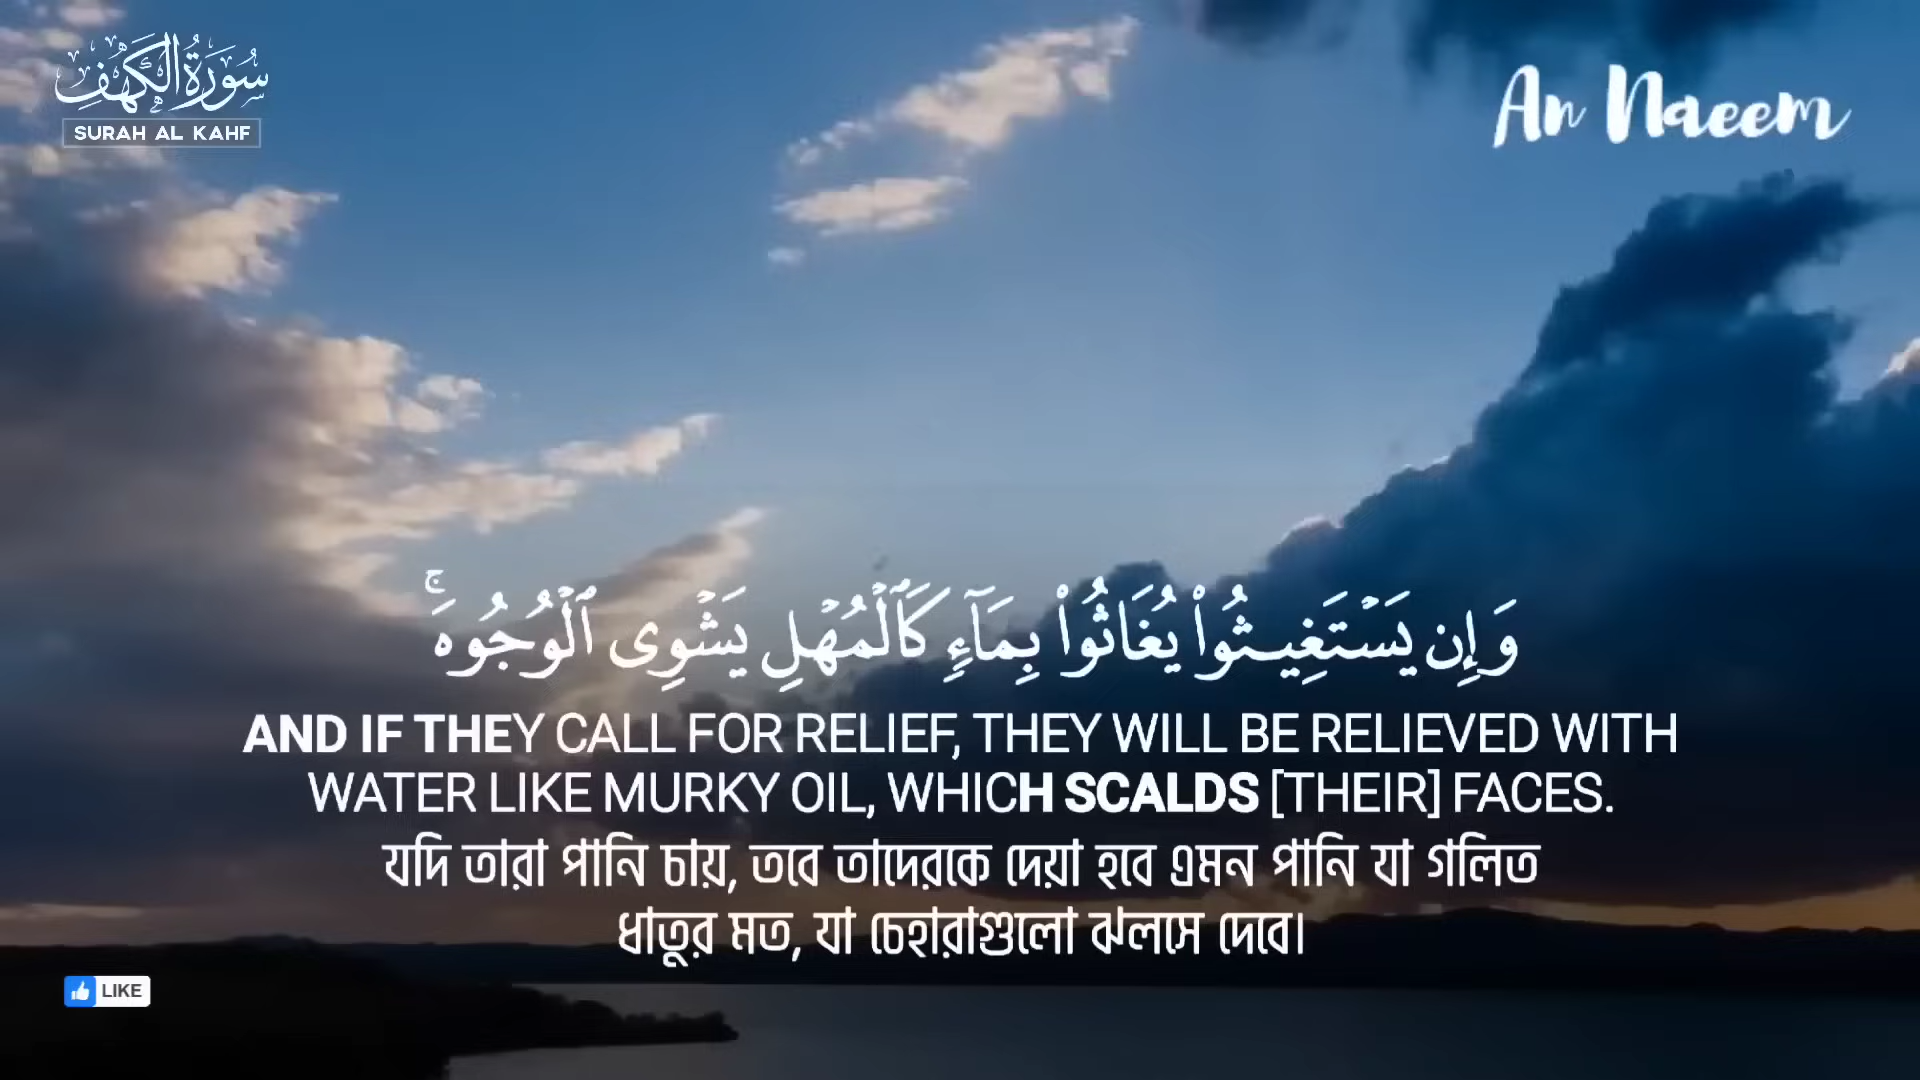 سُورَةُ الْكَهْفِ
SURAH AL KAHF
An Naeem
وَإِن يَسْتَغِيثُوا۟ يُغَاثُوا۟ بِمَآءٍ كَٱلْمُهْلِ يَشْوِى ٱلْوُجُوهَ ۚ
AND IF THEY CALL FOR RELIEF, THEY WILL BE RELIEVED WITH
WATER LIKE MURKY OIL, WHICH SCALDS [THEIR] FACES.
যদি তারা পানি চায়, তবে তাদেরকে দেয়া হবে এমন পানি যা গলিত
ধাতুর মত, যা চেহারাগুলো ঝলসে দেবে।
LIKE